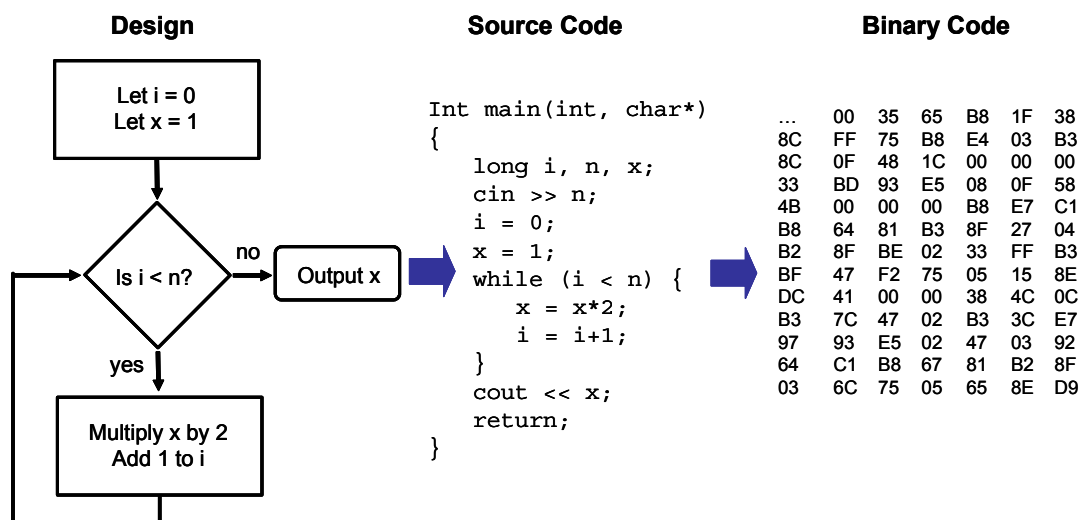 Design
Let i = 0
Let x = 1
Is i < n?
no
Output x
yes
Multiply x by 2
Add 1 to i
Source Code
Int main(int, char*)
{
long i, n, x;
cin >> n;
i = 0;
x = 1;
while (i < n) {
x = x*2;
i = i+1;
}
cout << x;
return;
}
Binary Code
... 00 35 65 B8 1F 38
8C FF 75 B8 E4 03 B3
8C 0F 48 1C 00 00 00
33 BD 93 E5 08 0F 58
4B 00 00 00 B8 E7 C1
B8 64 81 B3 8F 27 04
B2 8F BE 02 33 FF B3
BF 47 F2 75 05 15 8E
DC 41 00 00 38 4C 0C
B3 7C 47 02 B3 3C E7
97 93 E5 02 47 03 92
64 C1 B8 67 81 B2 8F
03 6C 75 05 65 8E D9